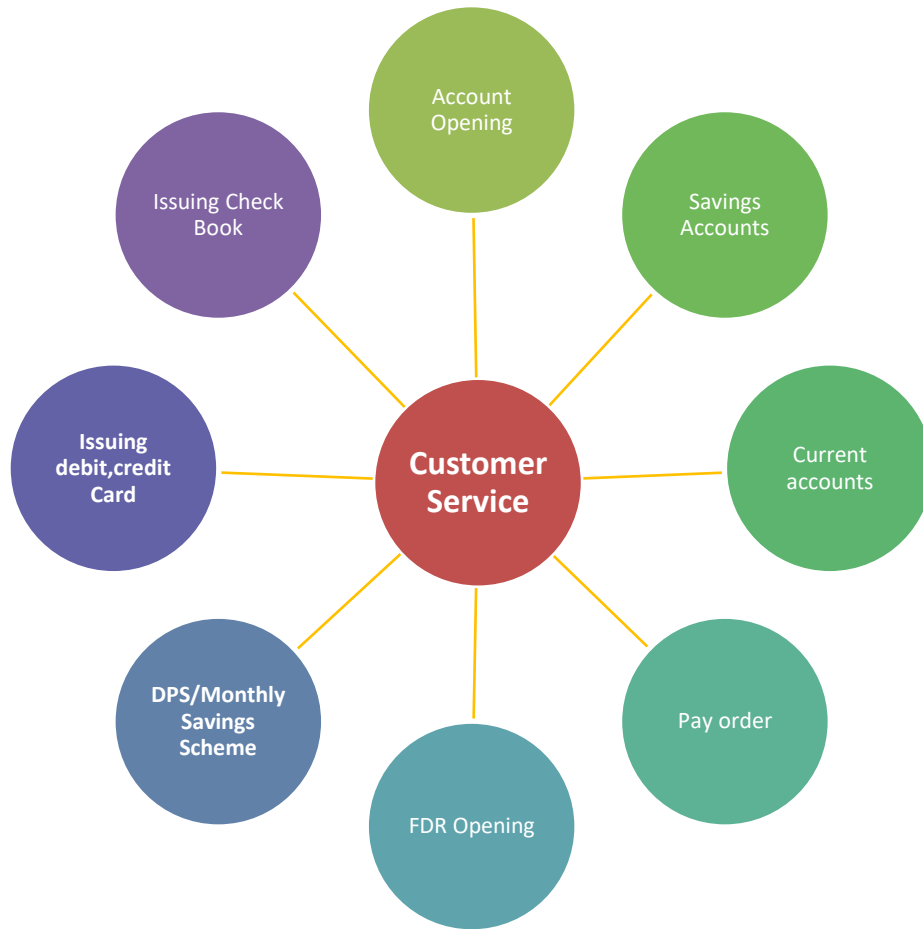 Account
Opening
Issuing Check
Book
Savings
Accounts
Issuing
debit,credit
Card
Customer
Service
Current
accounts
DPS/Monthly
Savings
Scheme
Pay order
FDR Opening